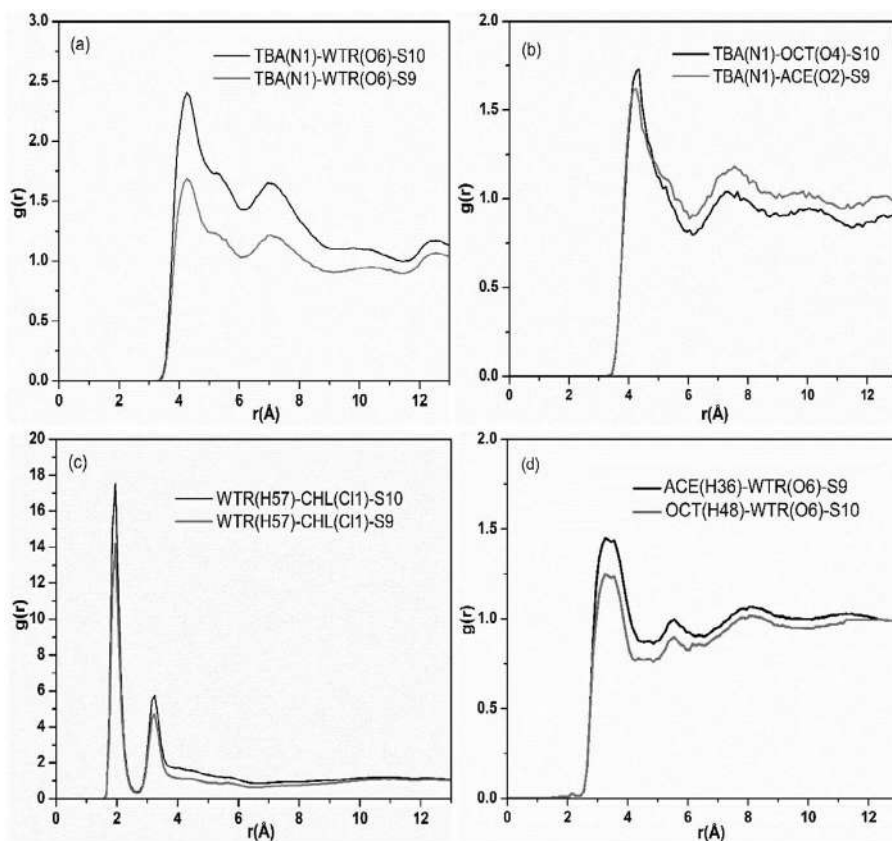 (a)
TBA(N1)-WTR(O6)-S10
TBA(N1)-WTR(O6)-S9
g(r)
3.0
2.5
2.0
1.5
1.0
0.5
0.0
0 2 4 6 8 10 12
r(Å)
(b)
TBA(N1)-OCT(O4)-S10
TBA(N1)-ACE(O2)-S9
g(r)
2.0
1.5
1.0
0.5
0.0
0 2 4 6 8 10 12
r(Å)
(c)
WTR(H57)-CHL(Cl1)-S10
WTR(H57)-CHL(Cl1)-S9
g(r)
20
18
16
14
12
10
8
6
4
2
0
0 2 4 6 8 10 12
r(Å)
(d)
ACE(H36)-WTR(O6)-S9
OCT(H48)-WTR(O6)-S10
g(r)
2.0
1.5
1.0
0.5
0.0
0 2 4 6 8 10 12
r(Å)